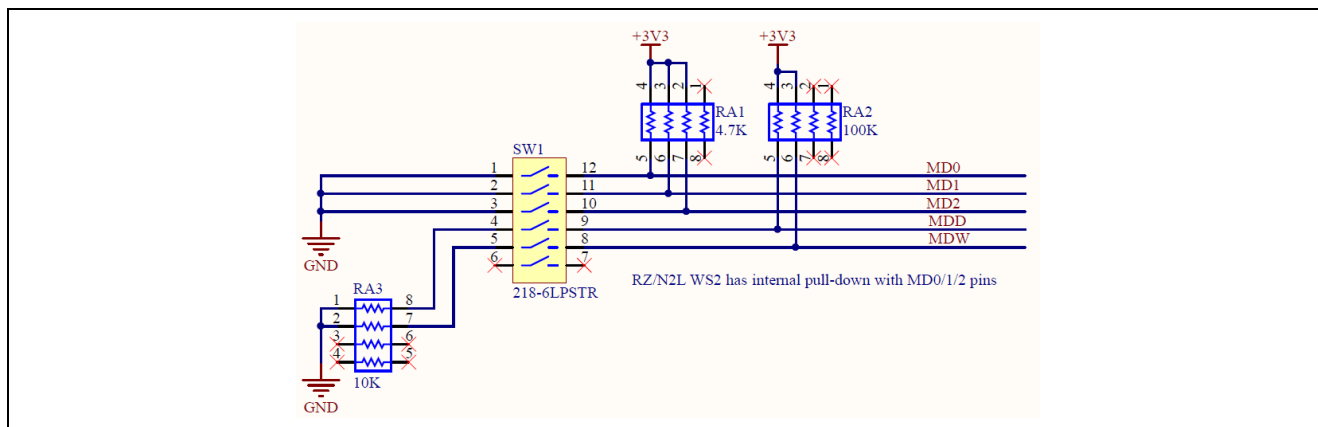 +3V3 +3V3
4 3 2 1 4 3 2 1
RA1 RA2
4.7K 100K
SW1
5 6 7 8 5 6 7 8
1 12 MD0
2 11 MD1
3 10 MD2
4 9 MDD
5 8 MDW
6 7
GND
RZ/N2L WS2 has internal pull-down with MD0/1/2 pins
RA3
218-6LPSTR
1 8
2 7
3 6
4 5
10K
GND